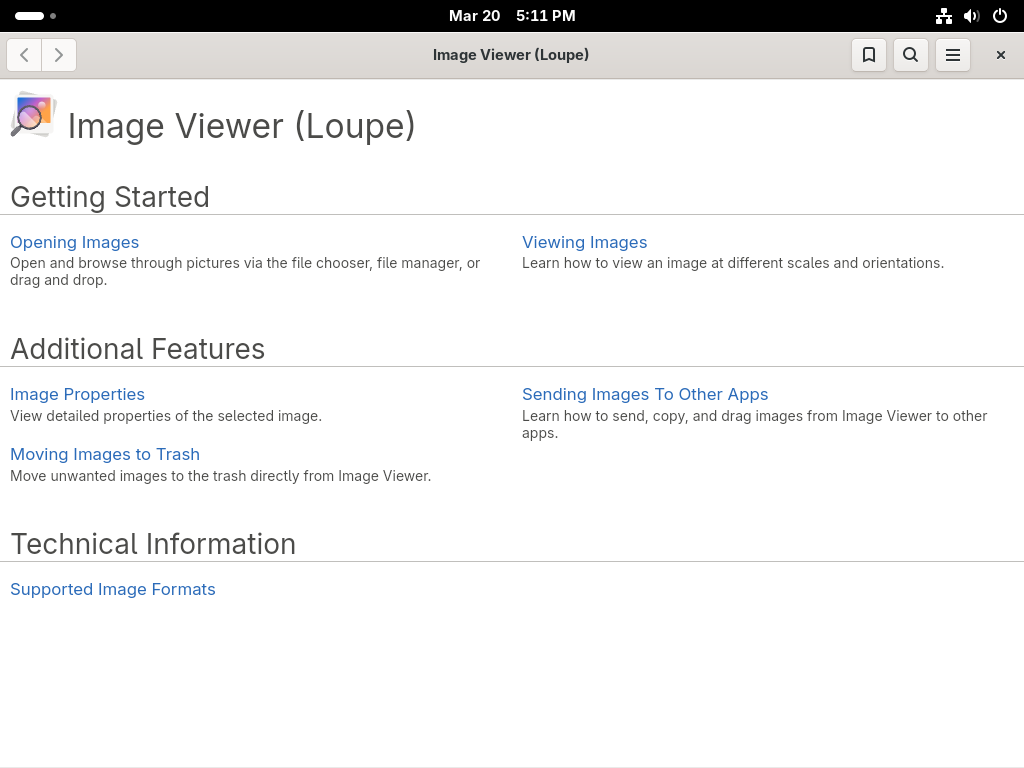 Mar 20 5:11 PM
Image Viewer (Loupe)
Image Viewer (Loupe)
Getting Started
Opening Images
Open and browse through pictures via the file chooser, file manager, or
drag and drop.
Viewing Images
Learn how to view an image at different scales and orientations.
Additional Features
Image Properties
View detailed properties of the selected image.
Moving Images to Trash
Move unwanted images to the trash directly from Image Viewer.
Sending Images To Other Apps
Learn how to send, copy, and drag images from Image Viewer to other
apps.
Technical Information
Supported Image Formats